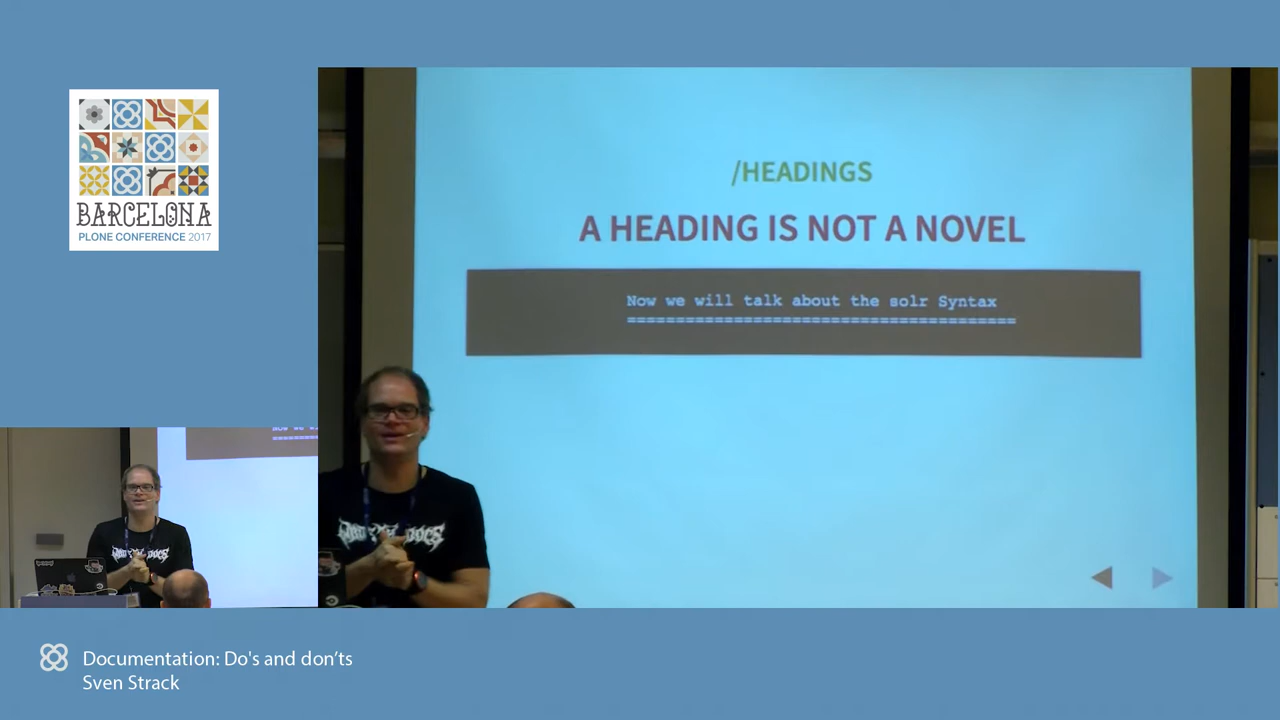 BARCELONA
PLONE CONFERENCE 2017
/HEADINGS
A HEADING IS NOT A NOVEL
Now we will talk about the solr Syntax
========================================
DOCS
Documentation: Do's and don'ts
Sven Strack